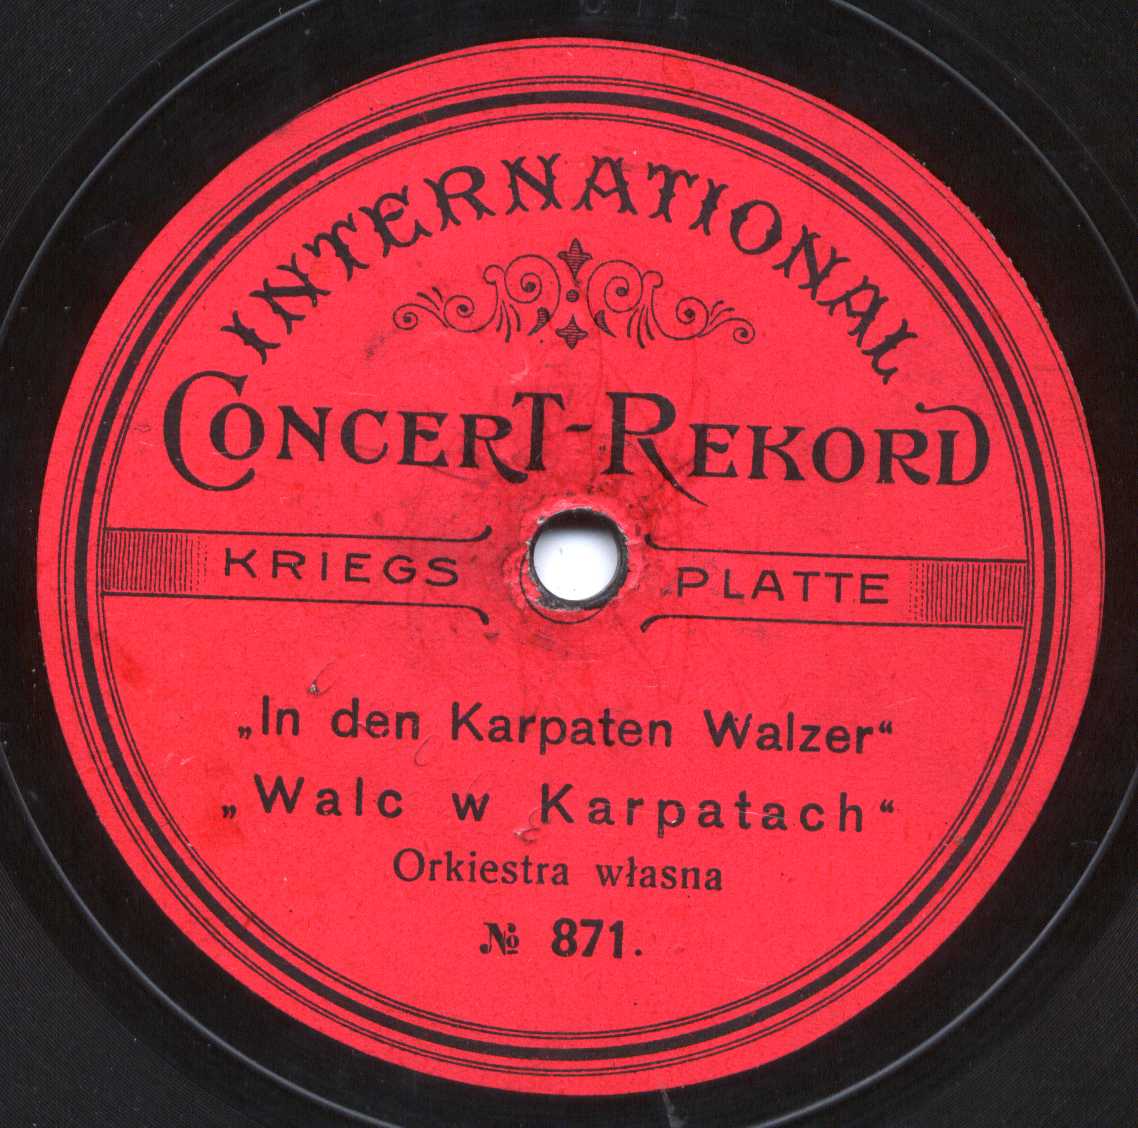 INTERNATIONAL
CONCERT-REKORD
KRIEGS PLATTE
„In den Karpaten Walzer“
„Walc w Karpatach“
Orkiestra własna
№ 871.